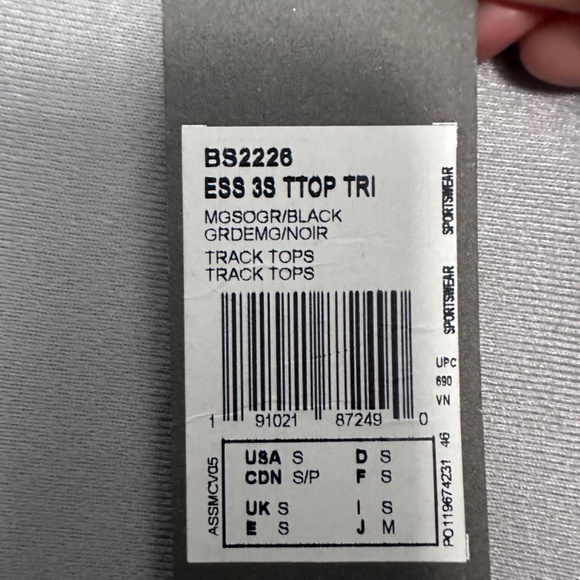 BS2226
ESS 3S TTOP TRI
MGSOGR/BLACK
GRDEMG/NOIR
TRACK TOPS
TRACK TOPS
SPORTSWEAR
SPORTSWEAR
UPC
690
VN
1 91021 87249 0
ASSMCV05
USA S D S
CDN S/P F S
UK S I S
E S J M
PO119674231 46